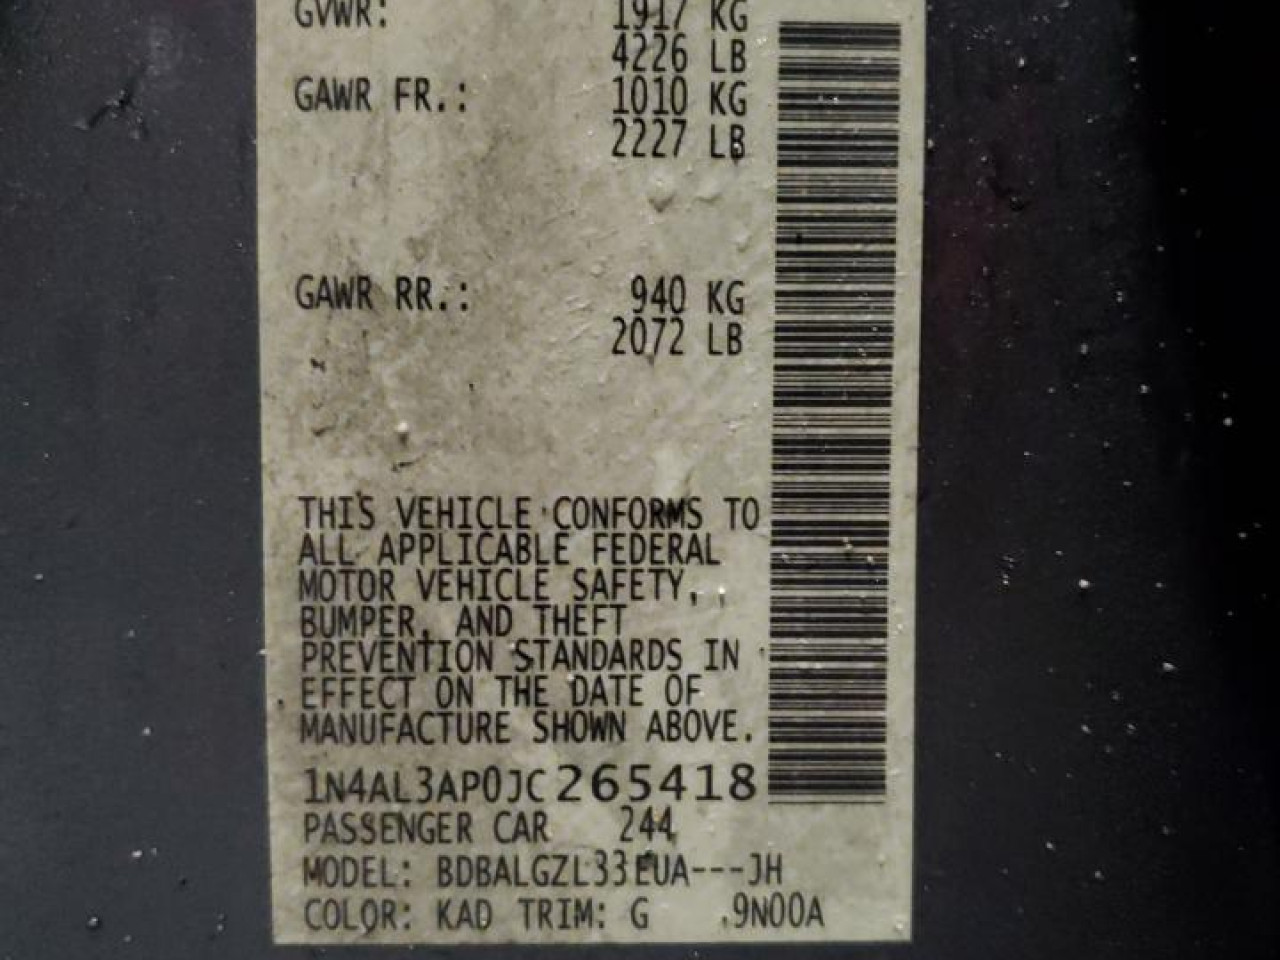 GVWR: 1917 KG
4226 LB
GAWR FR.: 1010 KG
2227 LB
GAWR RR.: 940 KG
2072 LB
THIS VEHICLE CONFORMS TO
ALL APPLICABLE FEDERAL
MOTOR VEHICLE SAFETY,
BUMPER, AND THEFT
PREVENTION STANDARDS IN
EFFECT ON THE DATE OF
MANUFACTURE SHOWN ABOVE.
1N4AL3AP0JC265418
PASSENGER CAR 244
MODEL: BDBALGZL33EUA---JH
COLOR: KAD TRIM: G .9N00A